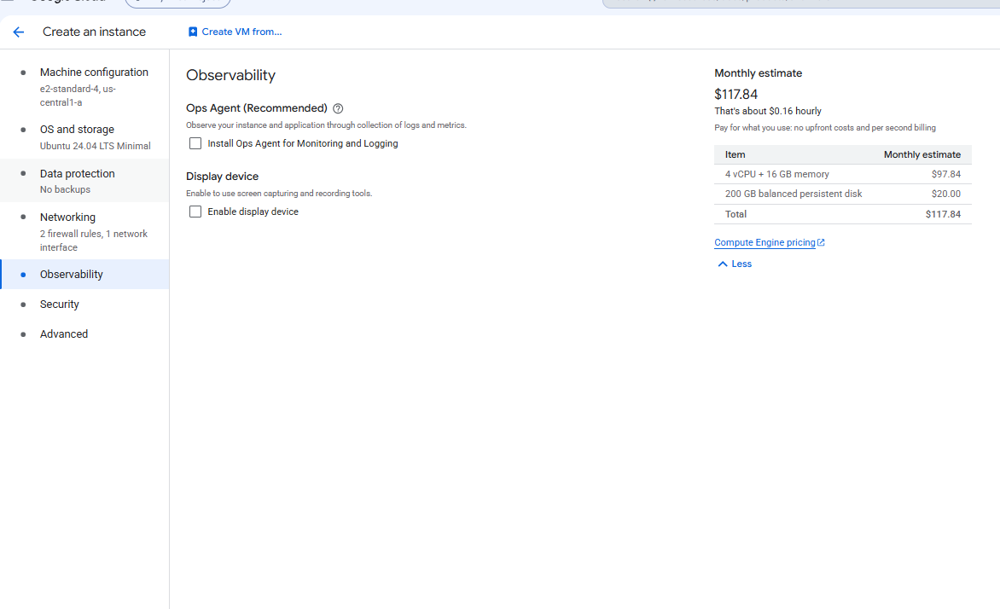 Create an instance
Create VM from...
Machine configuration
e2-standard-4, us-
central1-a
OS and storage
Ubuntu 24.04 LTS Minimal
Data protection
No backups
Networking
2 firewall rules, 1 network
interface
Observability
Security
Advanced
Observability
Ops Agent (Recommended)
Observe your instance and application through collection of logs and metrics.
Install Ops Agent for Monitoring and Logging
Display device
Enable to use screen capturing and recording tools.
Enable display device
Monthly estimate
$117.84
That's about $0.16 hourly
Pay for what you use: no upfront costs and per second billing
Item Monthly estimate
4 vCPU + 16 GB memory $97.84
200 GB balanced persistent disk $20.00
Total $117.84
Compute Engine pricing
Less